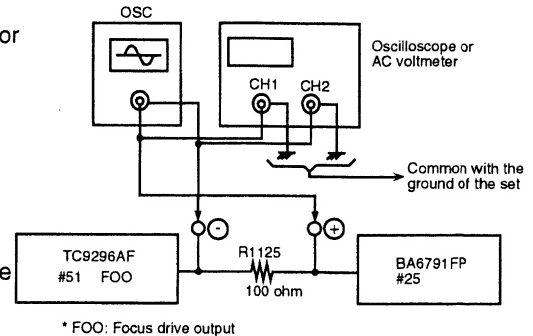 or
OSC
Oscilloscope or
AC voltmeter
CH1 CH2
Common with the
ground of the set
-
+
e
TC9296AF
#51 FOO
R1125
100 ohm
BA6791FP
#25
* FOO: Focus drive output